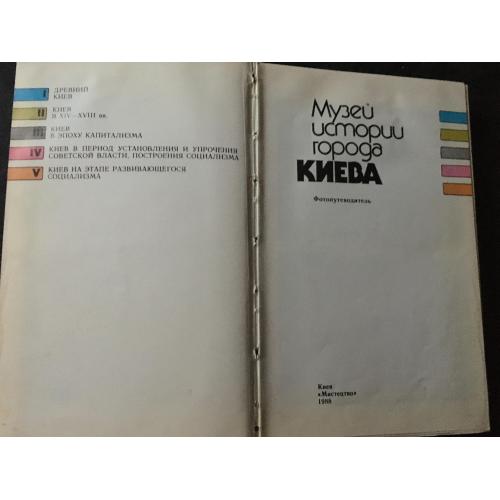 I
ДРЕВНИЙ
КИЕВ
II
КИЕВ
В XIV—XVIII вв.
III
КИЕВ
В ЭПОХУ КАПИТАЛИЗМА
IV
КИЕВ В ПЕРИОД УСТАНОВЛЕНИЯ И УПРОЧЕНИЯ
СОВЕТСКОЙ ВЛАСТИ, ПОСТРОЕНИЯ СОЦИАЛИЗМА
V
КИЕВ НА ЭТАПЕ РАЗВИВАЮЩЕГОСЯ
СОЦИАЛИЗМА
Музей
истории
города
КИЕВА
Фотопутеводитель
Киев
«Мистецтво»
1988